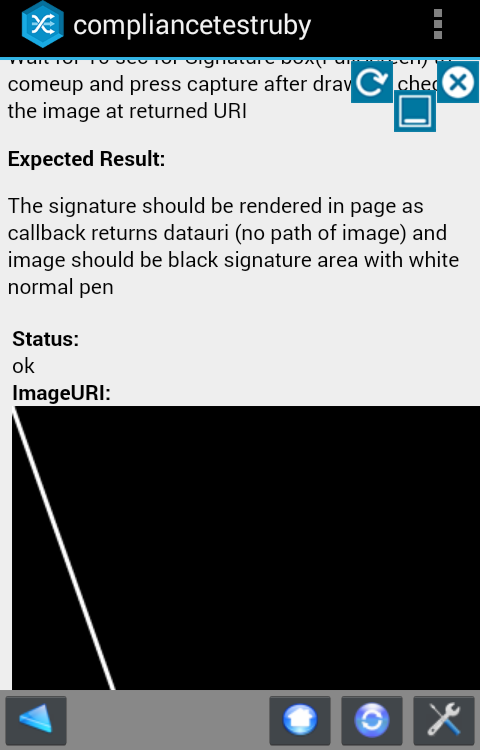 compliancetestruby
comeup and press capture after
the image at returned URI
Expected Result:
The signature should be rendered in page as
callback returns datauri (no path of image) and
image should be black signature area with white
normal pen
Status:
ok
ImageURI: